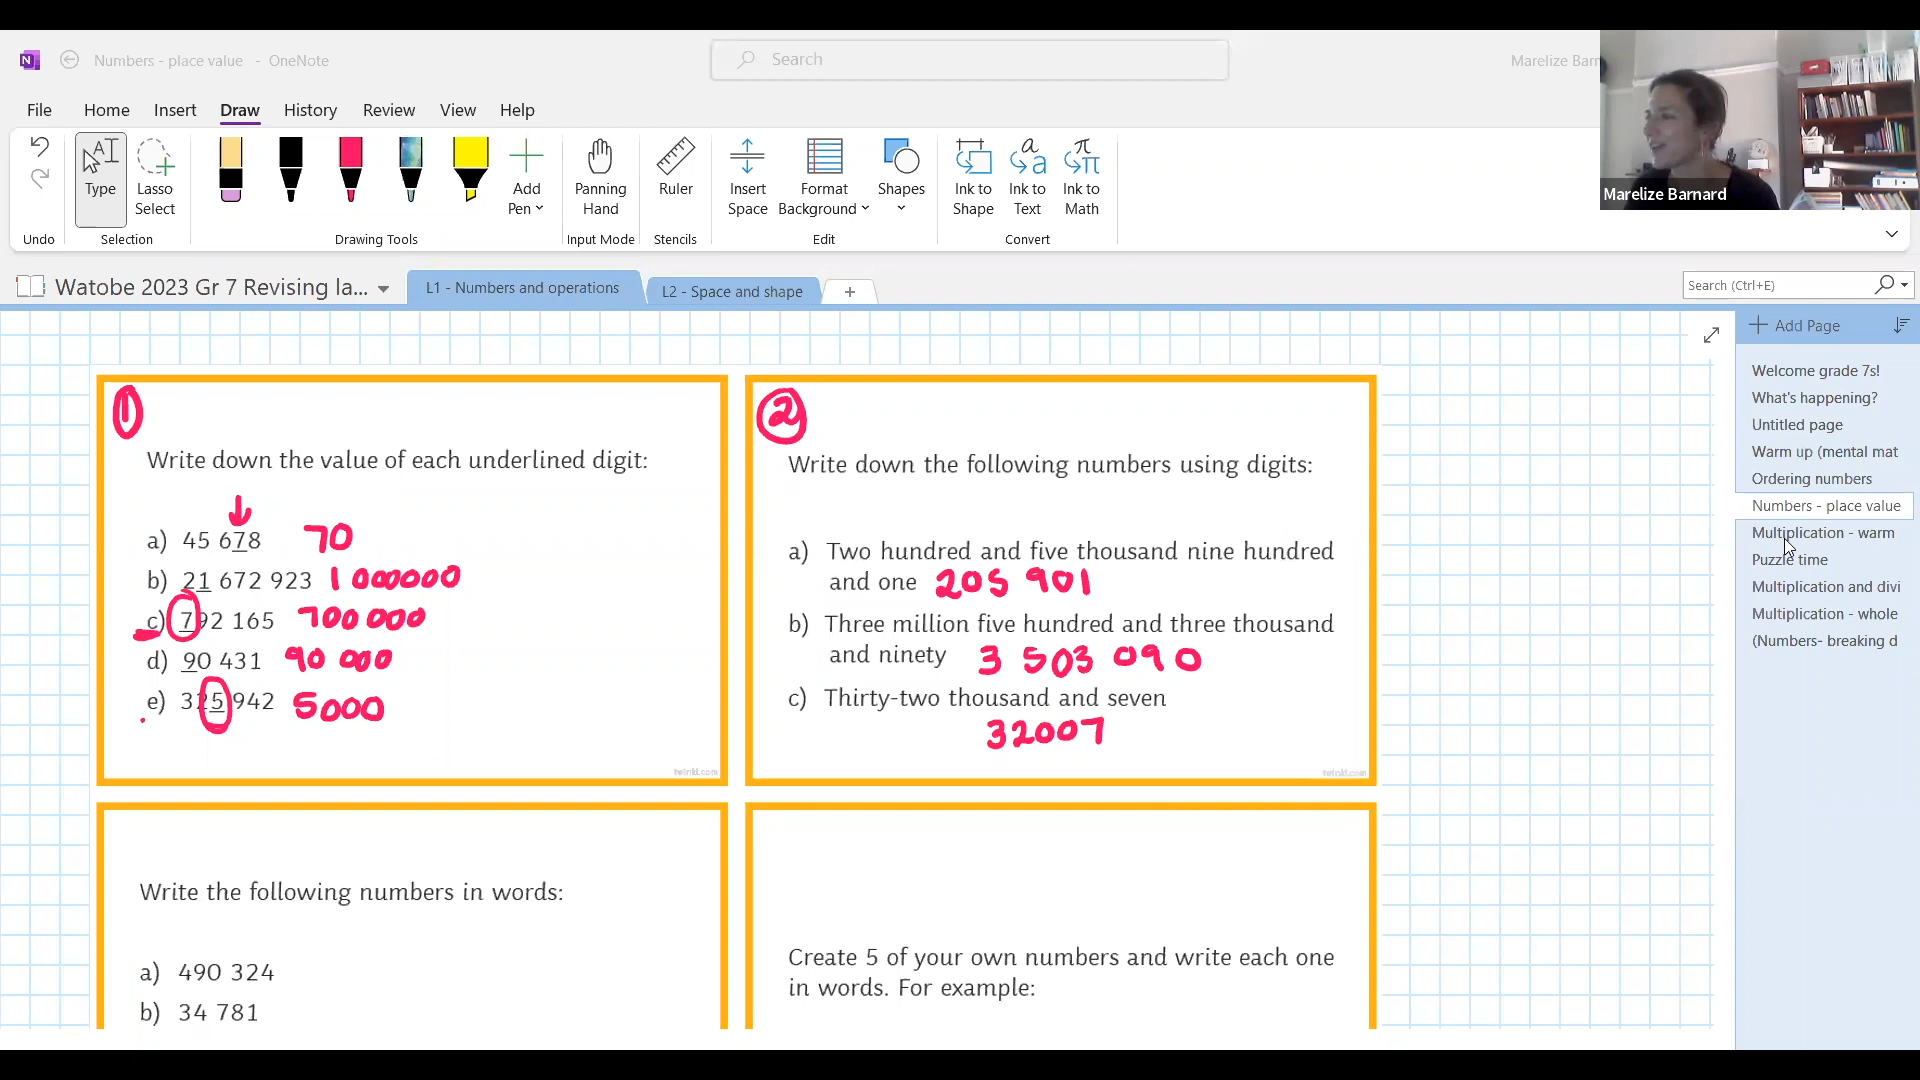 Numbers - place value - OneNote
Search
Marelize Barn
File Home Insert Draw History Review View Help
Type
Lasso Select
Add Pen
Panning Hand
Ruler
Insert Space
Format Background
Shapes
Ink to Shape
Ink to Text
Ink to Math
Marelize Barnard
Undo Selection Drawing Tools Input Mode Stencils Edit Convert
Watobe 2023 Gr 7 Revising la... L1 - Numbers and operations L2 - Space and shape
Search (Ctrl+E)
Add Page
Welcome grade 7s!
What's happening?
Untitled page
Warm up (mental mat
Ordering numbers
Numbers - place value
Multiplication - warm
Puzzle time
Multiplication and divi
Multiplication - whole
(Numbers- breaking d
1
Write down the value of each underlined digit:
a) 45 678 70
b) 21 672 923 1 000000
c) 792 165 700 000
d) 90 431 90 000
e) 325 942 5000
twinkl.com
2
Write down the following numbers using digits:
a) Two hundred and five thousand nine hundred
and one 205 901
b) Three million five hundred and three thousand
and ninety 3 503 090
c) Thirty-two thousand and seven
32007
twinkl.com
Write the following numbers in words:
a) 490 324
b) 34 781
Create 5 of your own numbers and write each one
in words. For example: